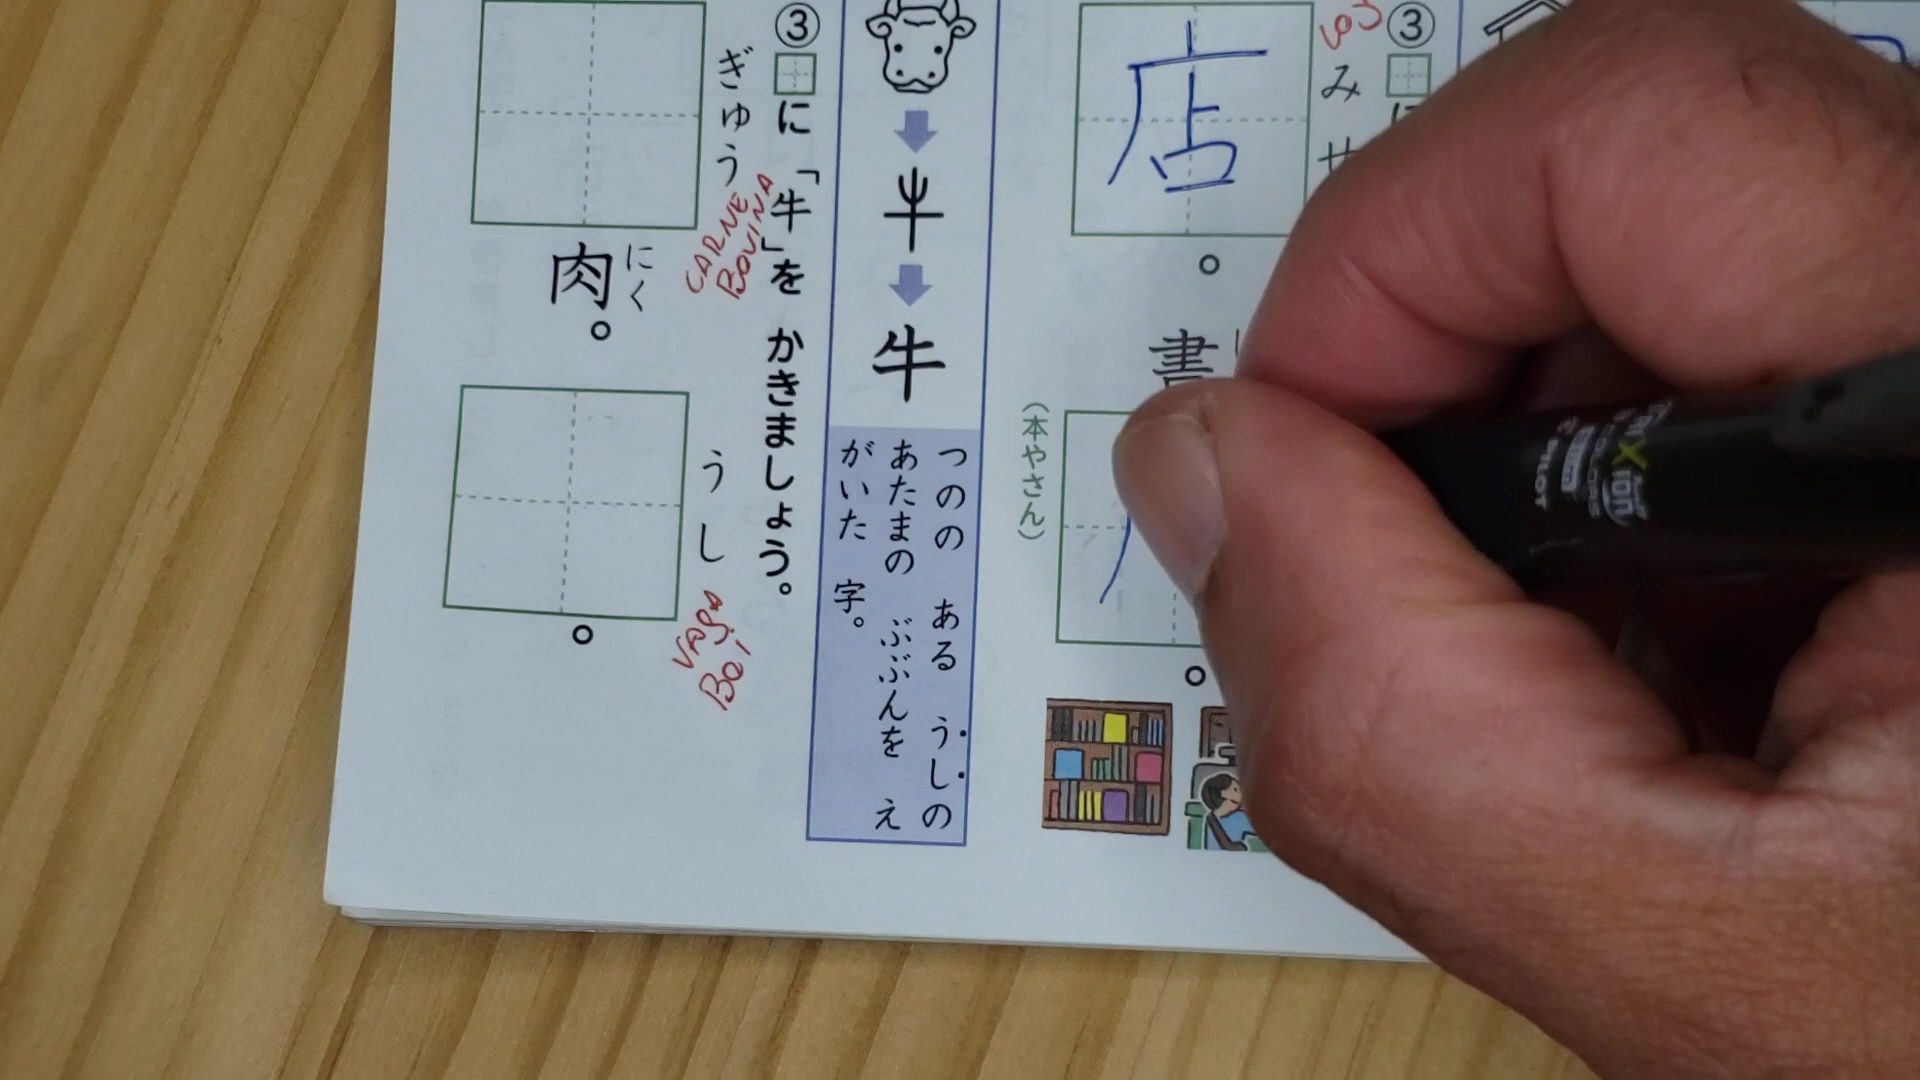 ③
み
店
。
書
（本やさん）
。
牛
つのの ある うしの
あたまの ぶぶんを え
がいた 字。
③
に「牛」を かきましょう。
ぎゅう
CARNE
BOVINA
にく
肉。
うし
VACA
BOI
。
PILOT